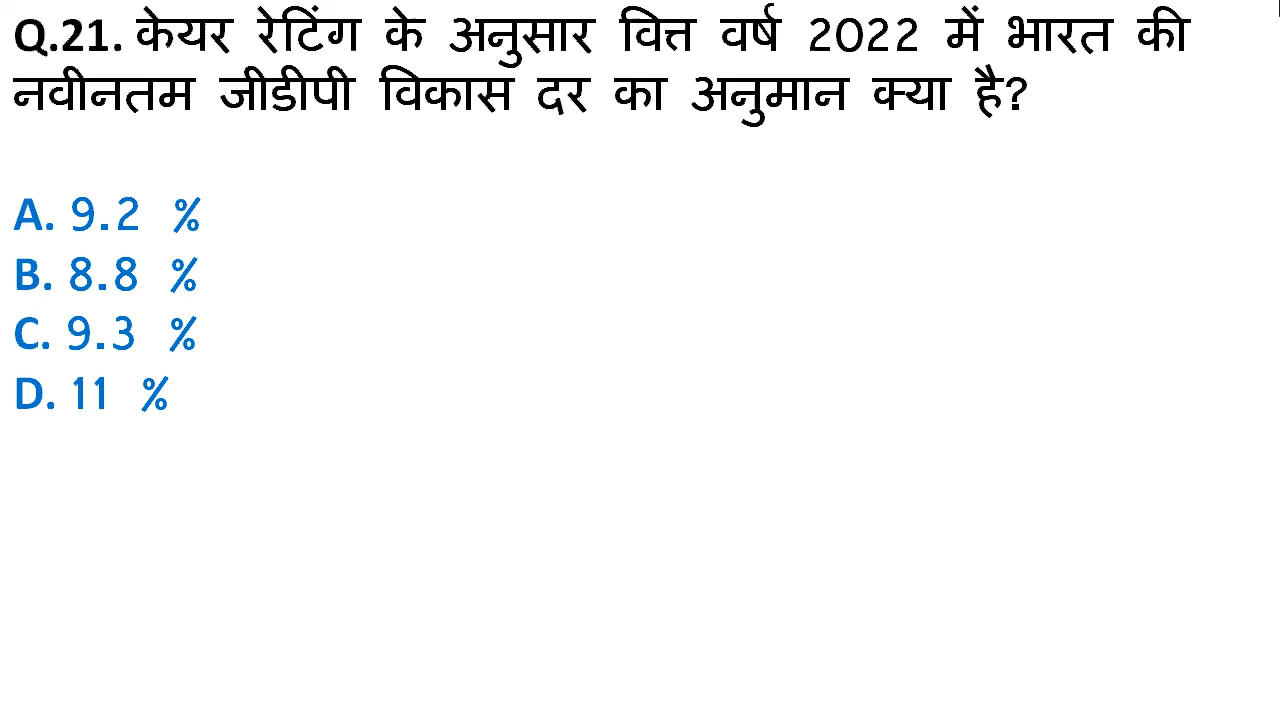 Q.21. केयर रेटिंग के अनुसार वित्त वर्ष 2022 में भारत की
नवीनतम जीडीपी विकास दर का अनुमान क्या है?
A. 9.2 %
B. 8.8 %
C. 9.3 %
D. 11 %